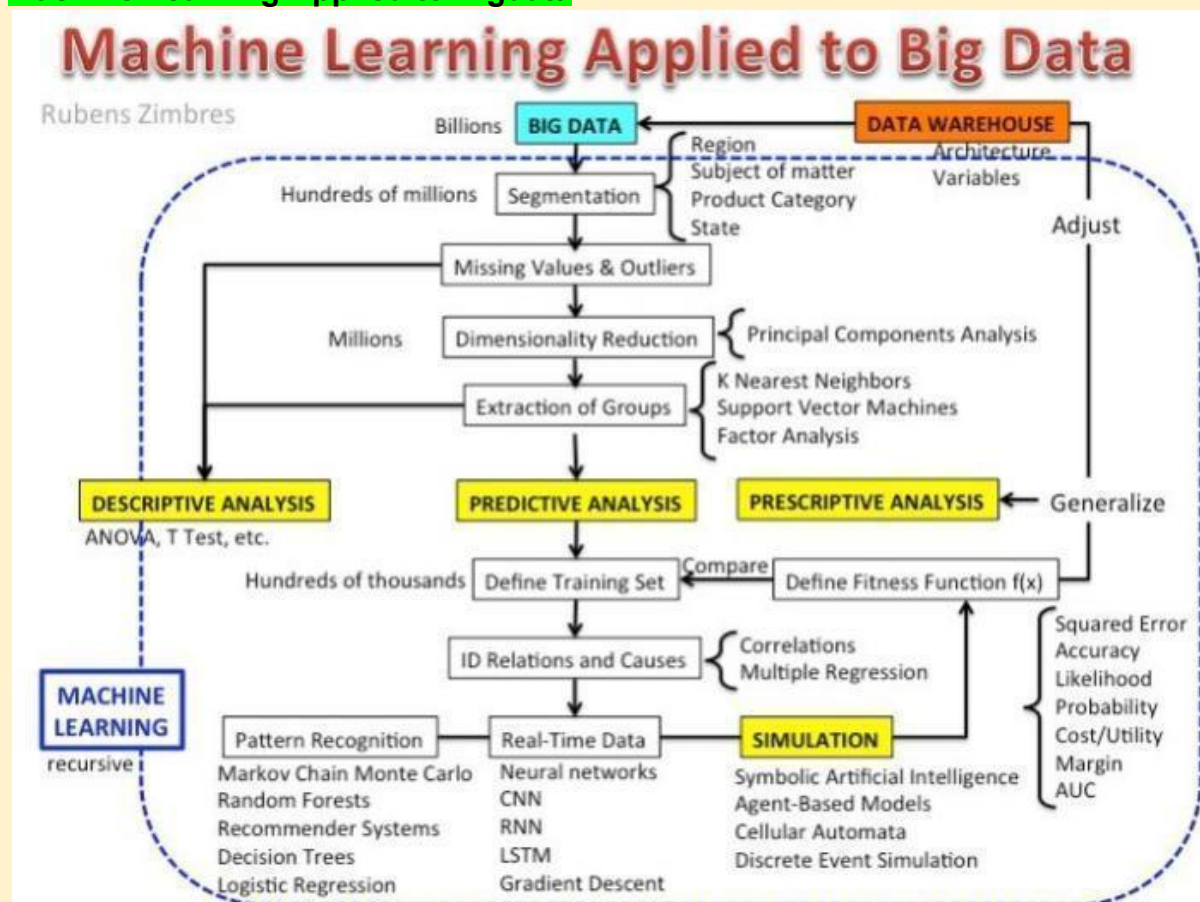 Machine Learning Applied to Big Data
Rubens Zimbres
Billions
BIG DATA
DATA WAREHOUSE
Architecture
Variables
Region
Subject of matter
Product Category
State
Hundreds of millions
Segmentation
Adjust
Missing Values & Outliers
Millions
Dimensionality Reduction
Principal Components Analysis
Extraction of Groups
K Nearest Neighbors
Support Vector Machines
Factor Analysis
DESCRIPTIVE ANALYSIS
ANOVA, T Test, etc.
PREDICTIVE ANALYSIS
PRESCRIPTIVE ANALYSIS
Generalize
Hundreds of thousands
Define Training Set
Compare
Define Fitness Function f(x)
ID Relations and Causes
Correlations
Multiple Regression
Squared Error
Accuracy
Likelihood
Probability
Cost/Utility
Margin
AUC
MACHINE
LEARNING
recursive
Pattern Recognition
Markov Chain Monte Carlo
Random Forests
Recommender Systems
Decision Trees
Logistic Regression
Real-Time Data
Neural networks
CNN
RNN
LSTM
Gradient Descent
SIMULATION
Symbolic Artificial Intelligence
Agent-Based Models
Cellular Automata
Discrete Event Simulation